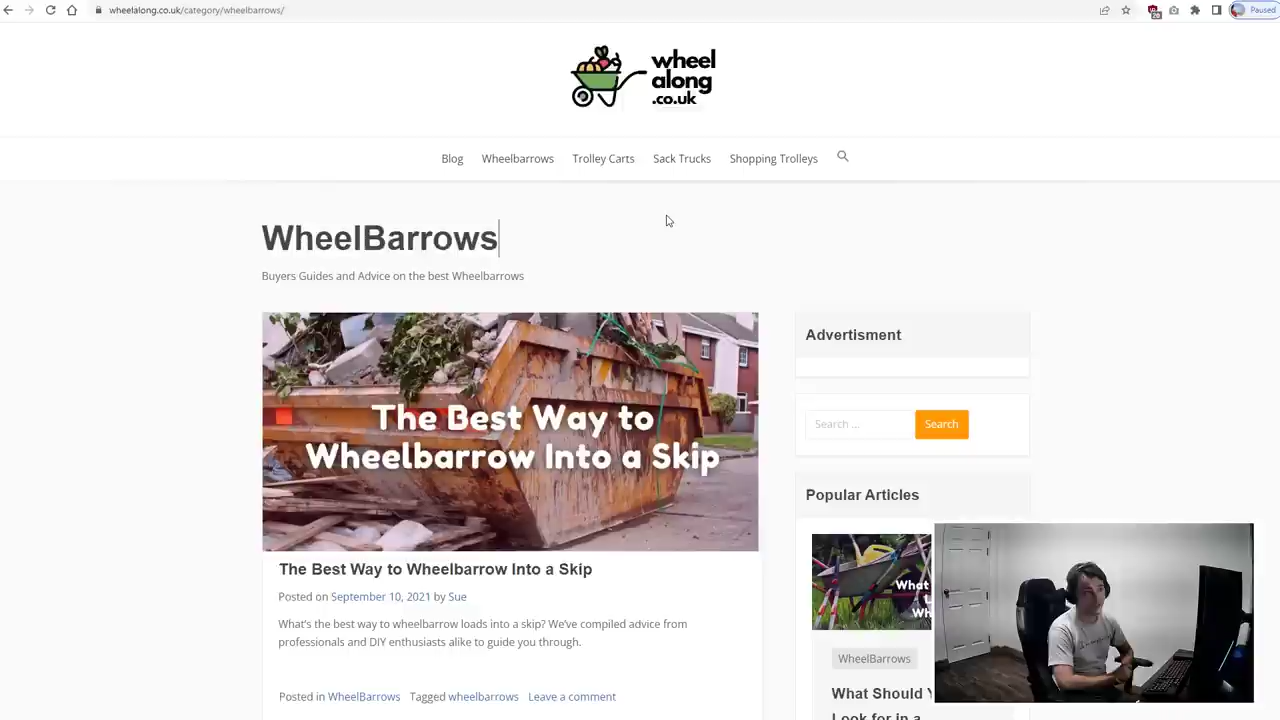 wheelalong.co.uk/category/wheelbarrows/
20
Paused
wheel
along
.co.uk
Blog
Wheelbarrows
Trolley Carts
Sack Trucks
Shopping Trolleys
WheelBarrows
Buyers Guides and Advice on the best Wheelbarrows
The Best Way to
Wheelbarrow Into a Skip
The Best Way to Wheelbarrow Into a Skip
Posted on September 10, 2021 by Sue
What's the best way to wheelbarrow loads into a skip? We've compiled advice from
professionals and DIY enthusiasts alike to guide you through.
Posted in WheelBarrows Tagged wheelbarrows Leave a comment
Advertisment
Search ...
Search
Popular Articles
What
WheelBarrows
What Should
Look for in a